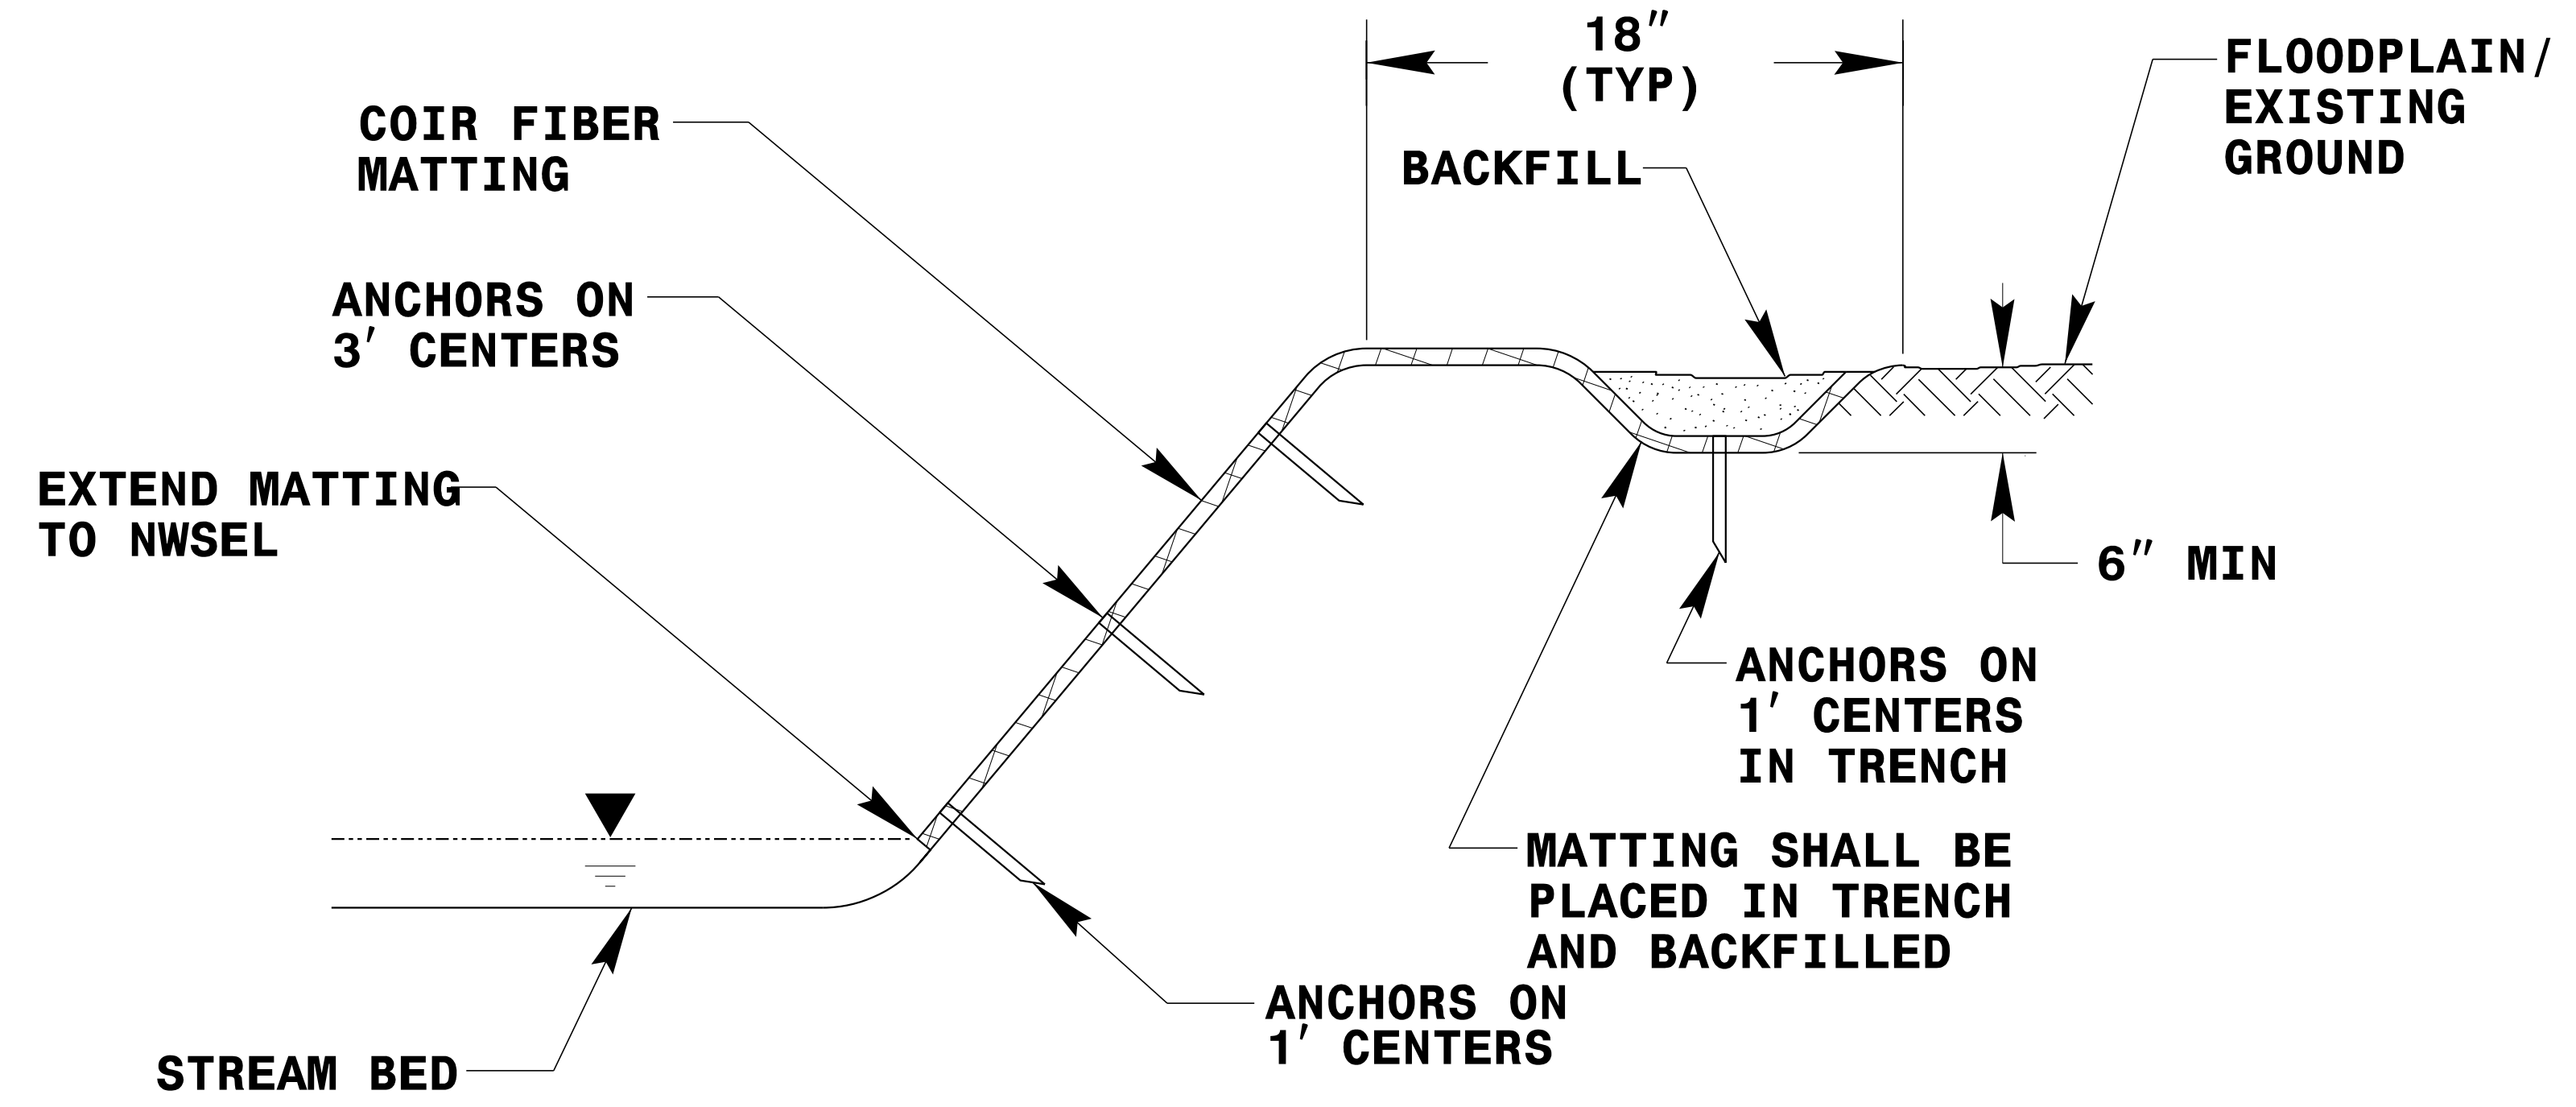 18"
(TYP)
FLOODPLAIN/
EXISTING
GROUND
COIR FIBER
MATTING
BACKFILL
ANCHORS ON
3' CENTERS
EXTEND MATTING
TO NWSEL
6" MIN
ANCHORS ON
1' CENTERS
IN TRENCH
MATTING SHALL BE
PLACED IN TRENCH
AND BACKFILLED
ANCHORS ON
1' CENTERS
STREAM BED